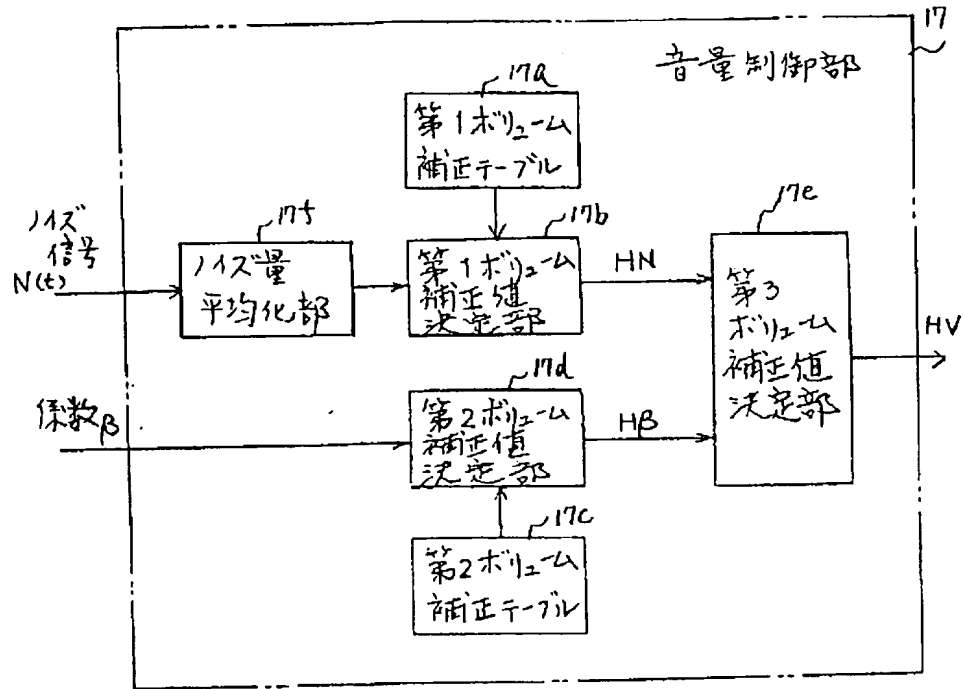 17
音量制御部
17a
第1ボリューム
補正テーブル
ノイズ
信号
N(t)
17f
ノイズ量
平均化部
17b
第1ボリューム
補正値
決定部
HN
17e
第3
ボリューム
補正値
決定部
HV
係数β
17d
第2ボリューム
補正値
決定部
Hβ
17c
第2ボリューム
補正テーブル